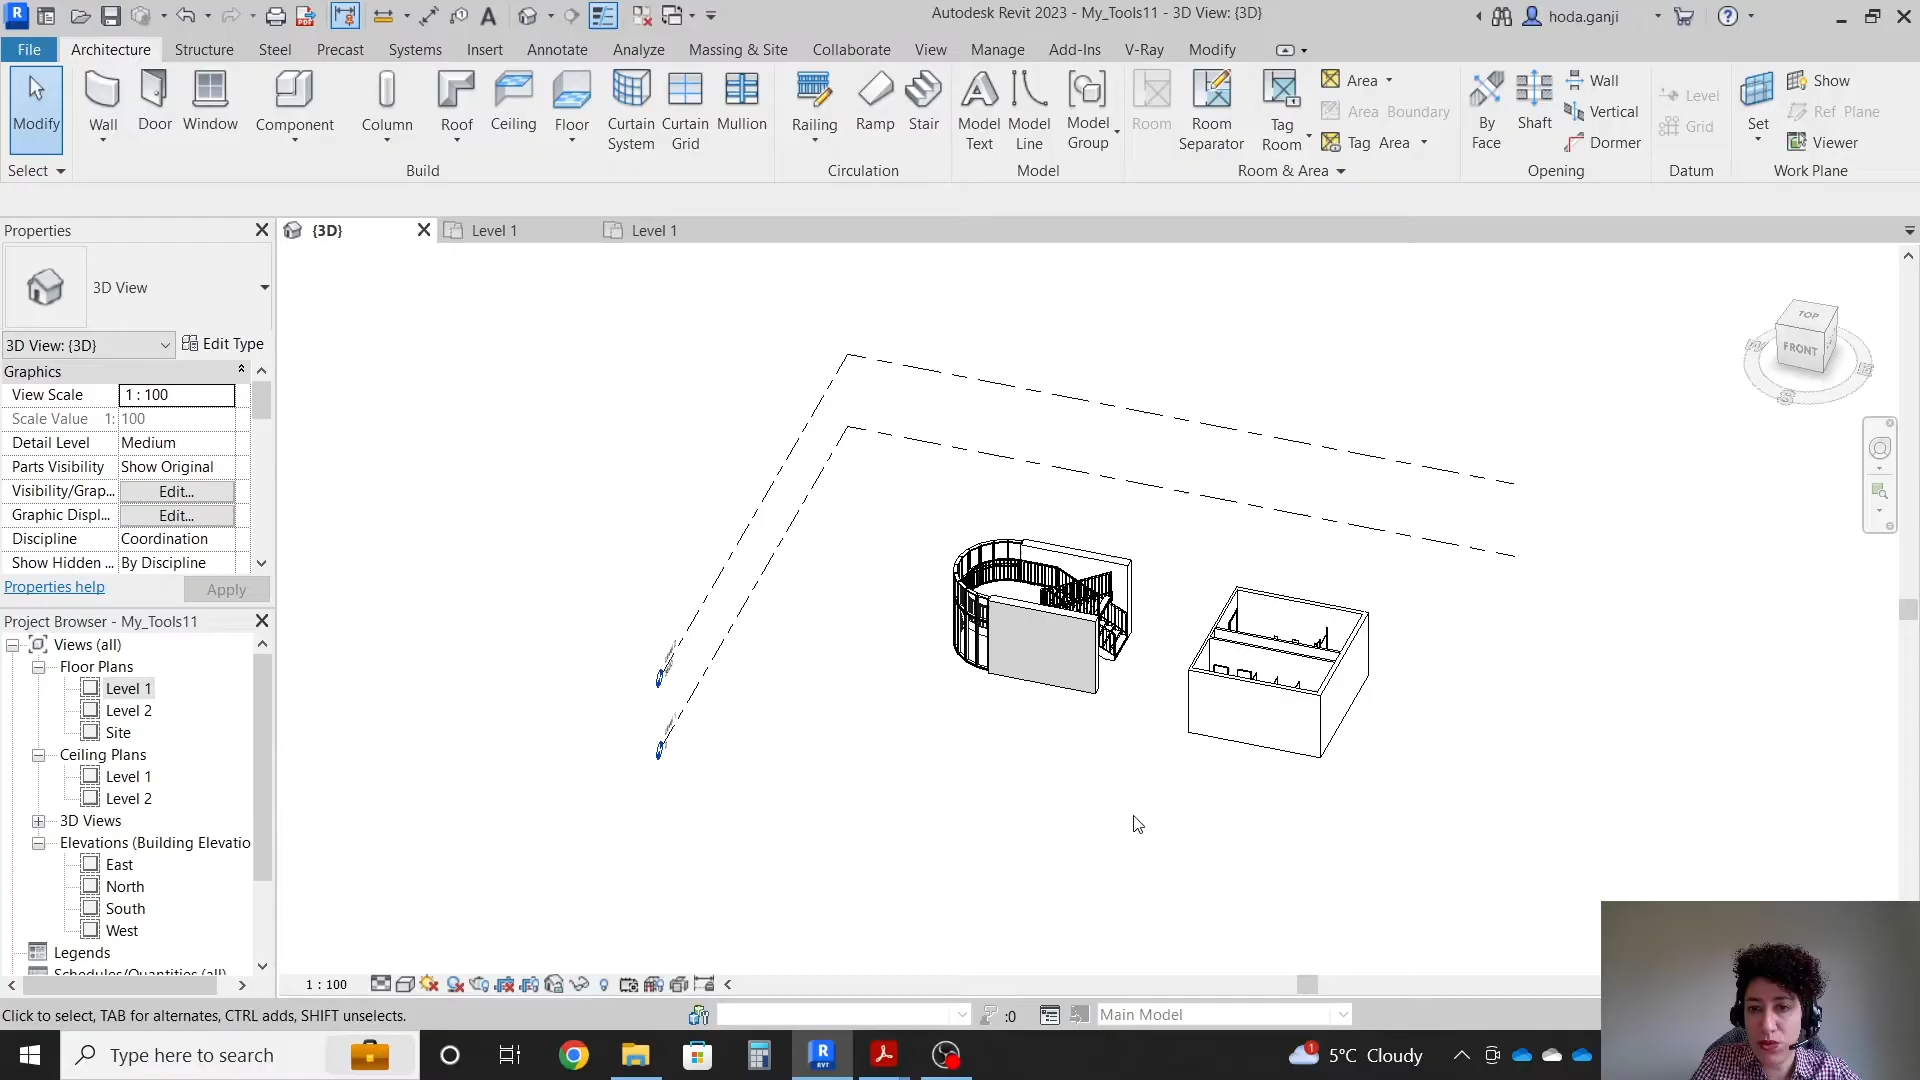 Autodesk Revit 2023 - My_Tools11 - 3D View: {3D}
hoda.ganji
File Architecture Structure Steel Precast Systems Insert Annotate Analyze Massing & Site Collaborate View Manage Add-Ins V-Ray Modify
Modify
Wall
Door
Window
Component
Column
Roof
Ceiling
Floor
Curtain System
Curtain Grid
Mullion
Railing
Ramp
Stair
Model Text
Model Line
Model Group
Room
Room Separator
Tag Room
Area
Area Boundary
Tag Area
By Face
Shaft
Wall
Vertical
Dormer
Level
Grid
Set
Show
Ref Plane
Viewer
Select
Build
Circulation
Model
Room & Area
Opening
Datum
Work Plane
Properties
{3D}
Level 1
Level 1
3D View
3D View: {3D}
Edit Type
Graphics
View Scale 1 : 100
Scale Value 1: 100
Detail Level Medium
Parts Visibility Show Original
Visibility/Grap... Edit...
Graphic Displ... Edit...
Discipline Coordination
Show Hidden ... By Discipline
Properties help
Apply
Project Browser - My_Tools11
Views (all)
Floor Plans
Level 1
Level 2
Site
Ceiling Plans
Level 1
Level 2
3D Views
Elevations (Building Elevatio
East
North
South
West
Legends
Schedules/Quantities (all)
TOP
FRONT
W
S
E
1 : 100
Click to select, TAB for alternates, CTRL adds, SHIFT unselects.
:0
Main Model
Type here to search
R
RVT
1
5°C Cloudy